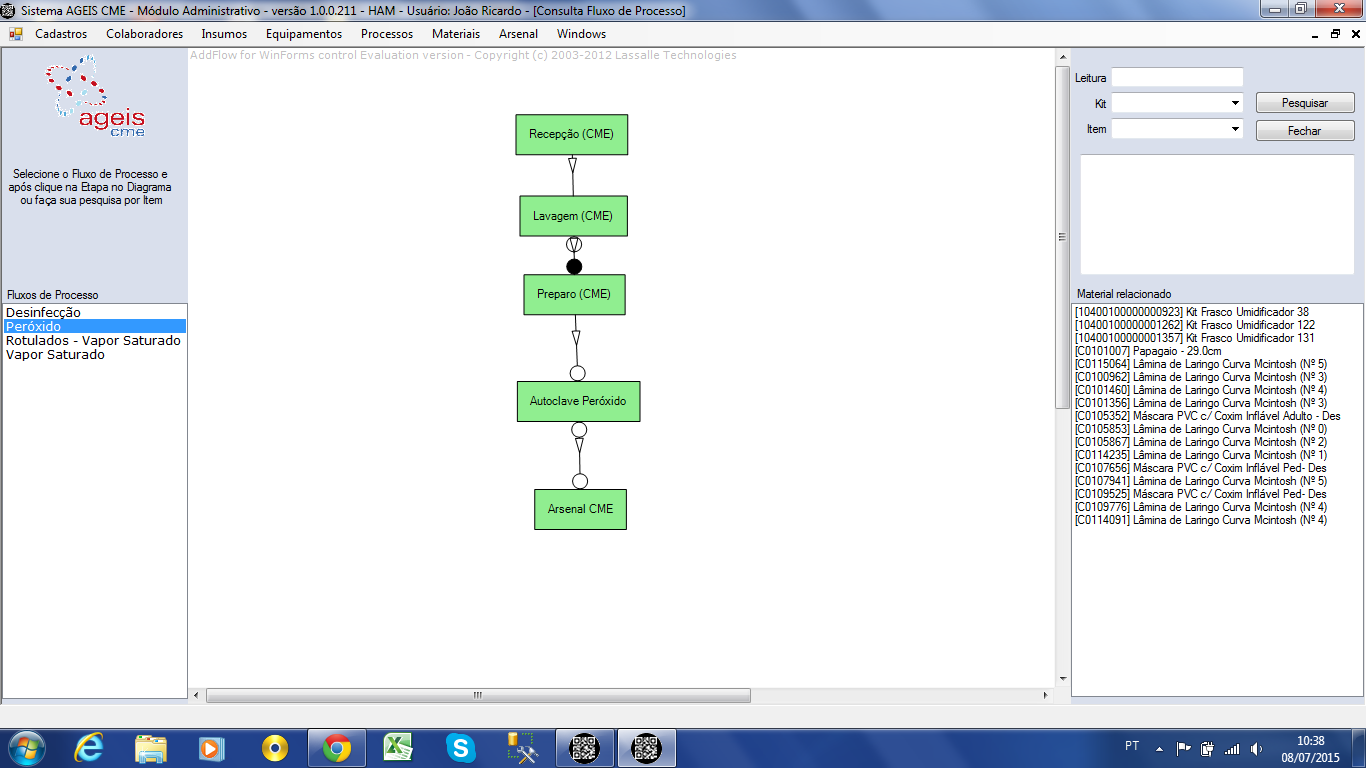 Sistema AGEIS CME - Módulo Administrativo - versão 1.0.0.211 - HAM - Usuário: João Ricardo - [Consulta Fluxo de Processo]
Cadastros Colaboradores Insumos Equipamentos Processos Materiais Arsenal Windows
AddFlow for WinForms control Evaluation version - Copyright (c) 2003-2012 Lassalle Technologies
ageis
cme
Selecione o Fluxo de Processo e
após clique na Etapa no Diagrama
ou faça sua pesquisa por Item
Fluxos de Processo
Desinfecção
Peróxido
Rotulados - Vapor Saturado
Vapor Saturado
Recepção (CME)
Lavagem (CME)
Preparo (CME)
Autoclave Peróxido
Arsenal CME
Leitura
Kit
Pesquisar
Item
Fechar
Material relacionado
[10400100000000923] Kit Frasco Umidificador 38
[10400100000001262] Kit Frasco Umidificador 122
[10400100000001357] Kit Frasco Umidificador 131
[C0101007] Papagaio - 29.0cm
[C0115064] Lâmina de Laringo Curva Mcintosh (Nº 5)
[C0100962] Lâmina de Laringo Curva Mcintosh (Nº 3)
[C0101460] Lâmina de Laringo Curva Mcintosh (Nº 4)
[C0101356] Lâmina de Laringo Curva Mcintosh (Nº 3)
[C0105352] Máscara PVC c/ Coxim Inflável Adulto - Des
[C0105853] Lâmina de Laringo Curva Mcintosh (Nº 0)
[C0105867] Lâmina de Laringo Curva Mcintosh (Nº 2)
[C0114235] Lâmina de Laringo Curva Mcintosh (Nº 1)
[C0107656] Máscara PVC c/ Coxim Inflável Ped- Des
[C0107941] Lâmina de Laringo Curva Mcintosh (Nº 5)
[C0109525] Máscara PVC c/ Coxim Inflável Ped- Des
[C0109776] Lâmina de Laringo Curva Mcintosh (Nº 4)
[C0114091] Lâmina de Laringo Curva Mcintosh (Nº 4)
PT
10:38
08/07/2015